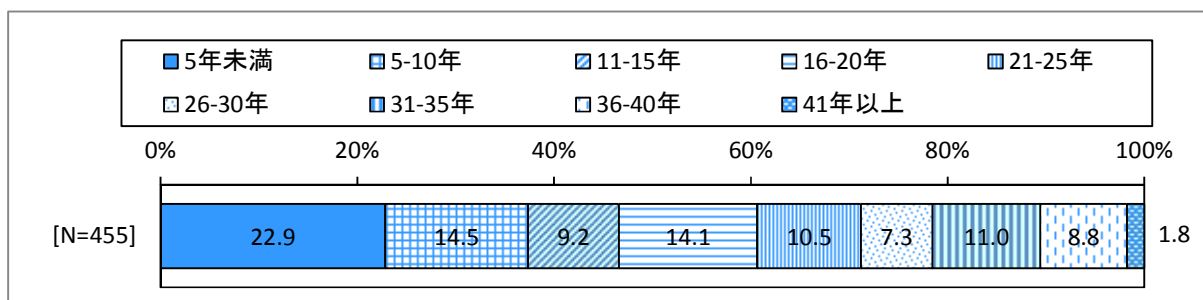 5年未満 5-10年 11-15年 16-20年 21-25年
26-30年 31-35年 36-40年 41年以上
0% 20% 40% 60% 80% 100%
[N=455] 22.9 14.5 9.2 14.1 10.5 7.3 11.0 8.8 1.8